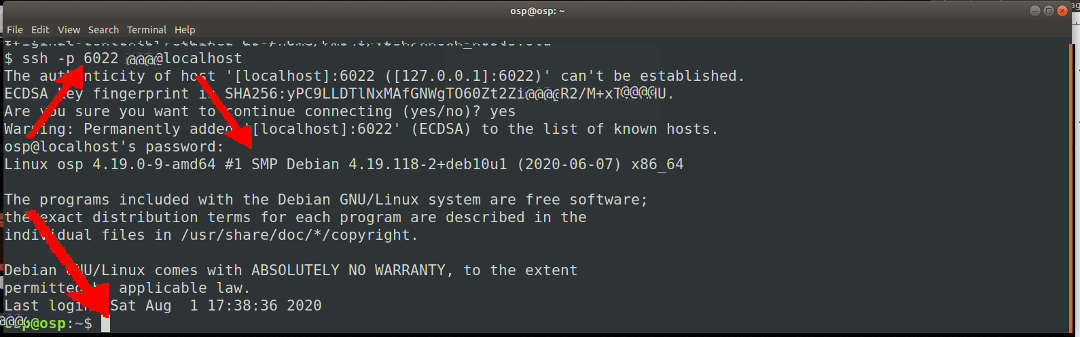 osp@osp: ~
File Edit View Search Terminal Help
$ ssh -p 6022 @@@@localhost
The authenticity of host '[localhost]:6022 ([127.0.0.1]:6022)' can't be established.
ECDSA key fingerprint is
Are you sure you want to continue connecting (yes/no)? yes
Warning: Permanently added '[localhost]:6022' (ECDSA) to the list of known hosts.
osp@localhost's password:
Linux osp 4.19.0-9-amd64 #1 SMP Debian 4.19.118-2+deb10u1 (2020-06-07) x86_64
The programs included with the Debian GNU/Linux system are free software;
the exact distribution terms for each program are described in the
individual files in /usr/share/doc/*/copyright.
Debian GNU/Linux comes with ABSOLUTELY NO WARRANTY, to the extent
permitted by applicable law.
Last login: Sat Aug 1 17:38:36 2020
osp@osp:~$